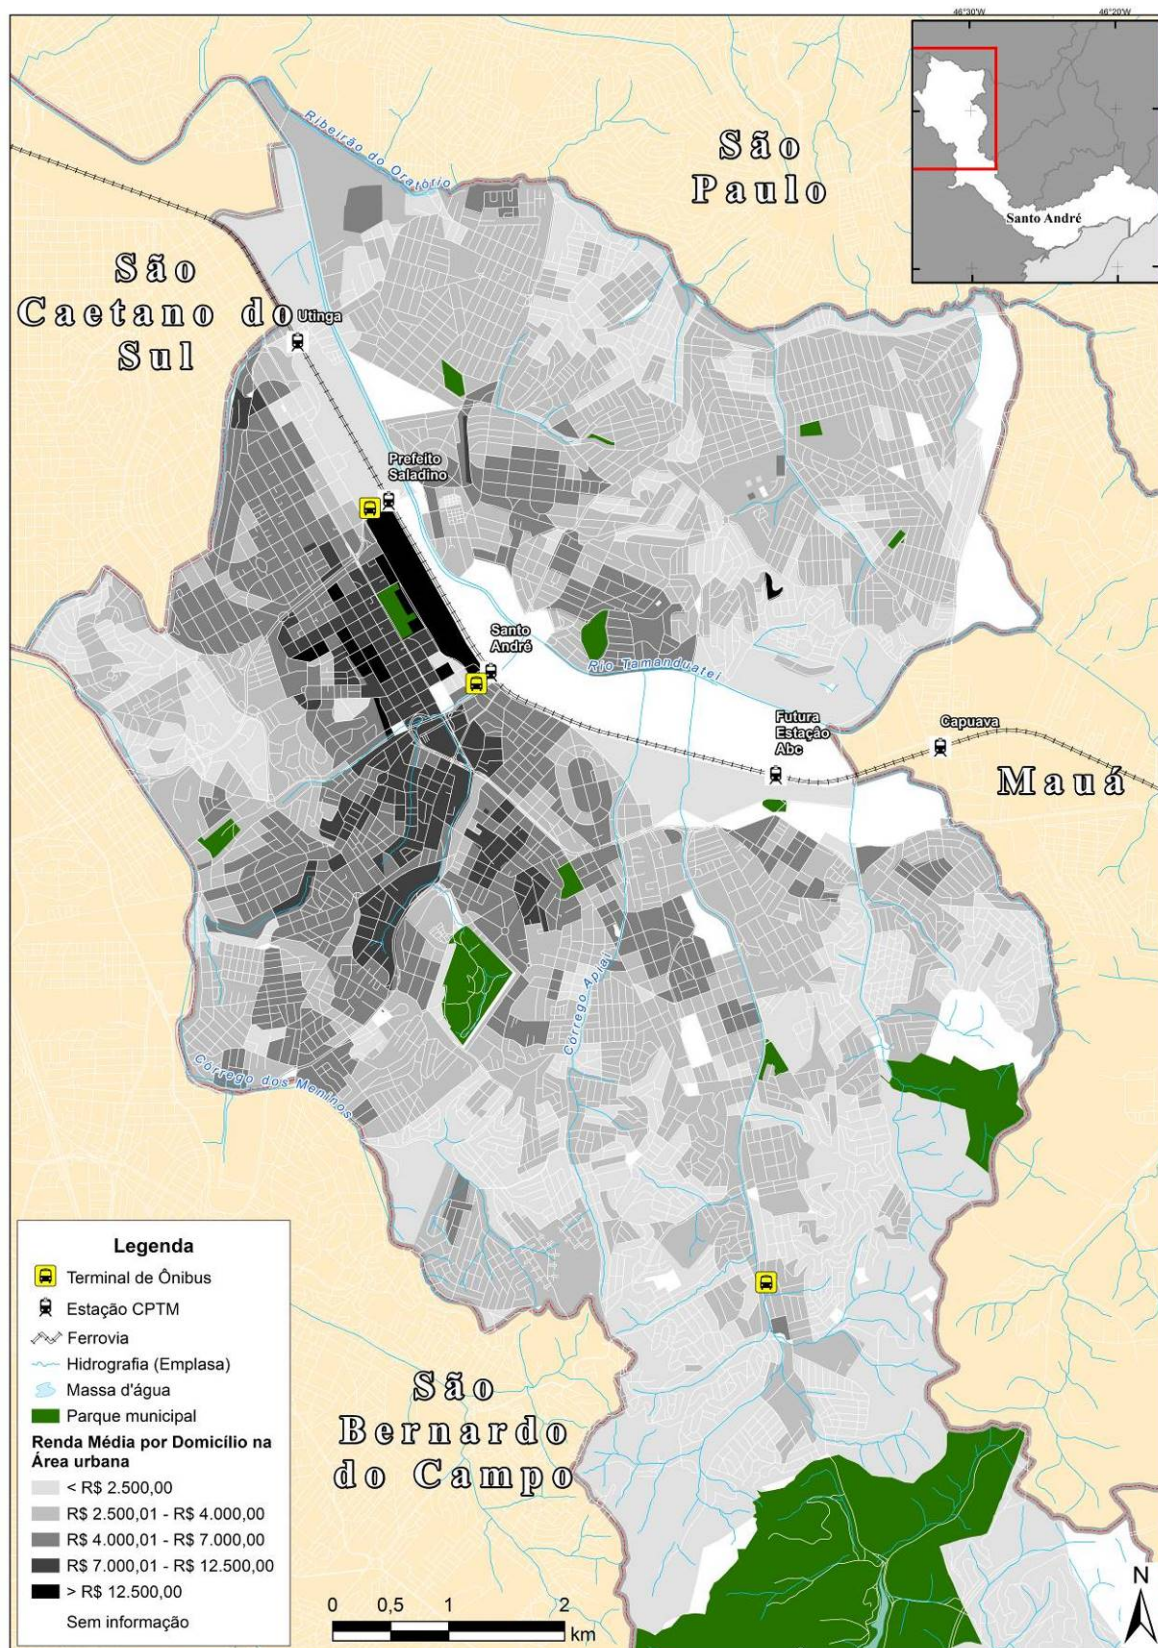 46°30'W
46°20'W
Santo André
São
Paulo
Ribeirão do Oratório
São
Caetano do
Sul
Utinga
Prefeito
Saladino
Santo
André
Rio Tamanduateí
Futura
Estação
Abc
Capuava
Mauá
Córrego Apiaí
Córrego dos Meninos
São
Bernardo
do Campo
Legenda
Terminal de Ônibus
Estação CPTM
Ferrovia
Hidrografia (Emplasa)
Massa d'água
Parque municipal
Renda Média por Domicílio na
Área urbana
< R$ 2.500,00
R$ 2.500,01 - R$ 4.000,00
R$ 4.000,01 - R$ 7.000,00
R$ 7.000,01 - R$ 12.500,00
> R$ 12.500,00
Sem informação
0 0,5 1 2
km
N